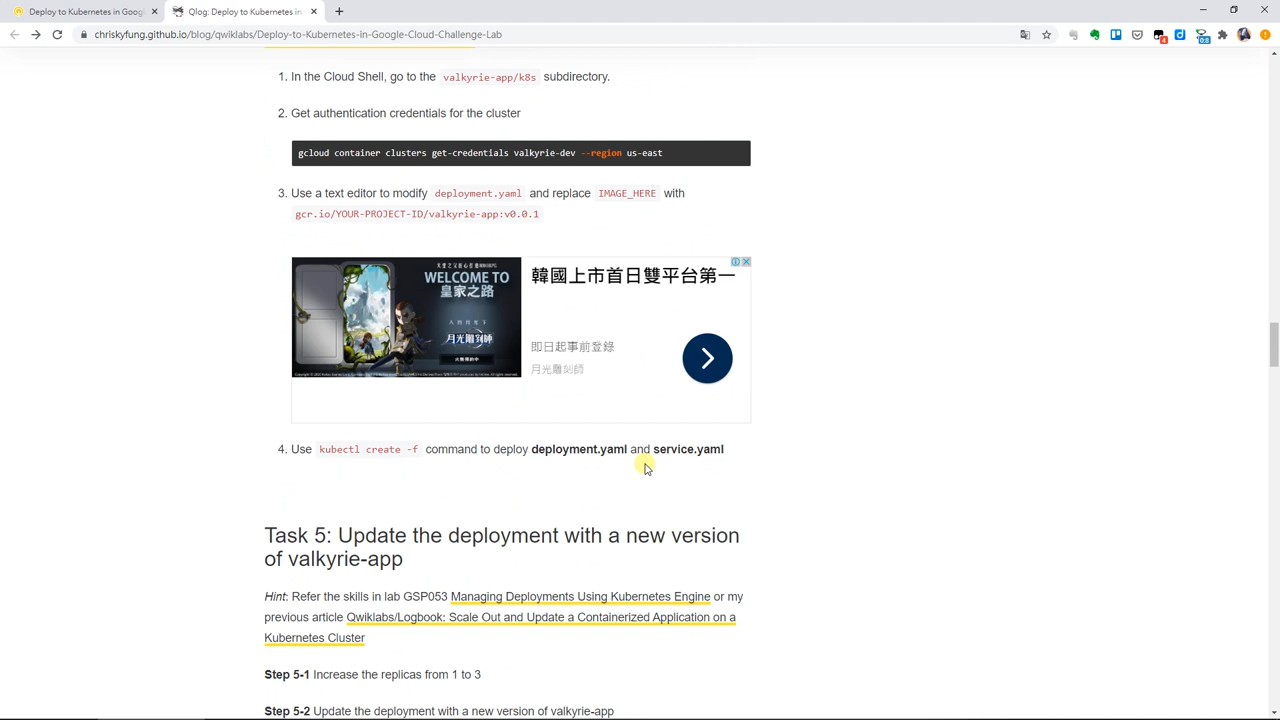 Deploy to Kubernetes in Goog
Qlog: Deploy to Kubernetes in
chriskyfung.github.io/blog/qwiklabs/Deploy-to-Kubernetes-in-Google-Cloud-Challenge-Lab
1. In the Cloud Shell, go to the valkyrie-app/k8s subdirectory.
2. Get authentication credentials for the cluster
gcloud container clusters get-credentials valkyrie-dev --region us-east
3. Use a text editor to modify deployment.yaml and replace IMAGE_HERE with
gcr.io/YOUR-PROJECT-ID/valkyrie-app:v0.0.1
WELCOME TO
皇家之路
月光雕刻師
韓國上市首日雙平台第一
即日起事前登錄
月光雕刻師
4. Use kubectl create -f command to deploy deployment.yaml and service.yaml
Task 5: Update the deployment with a new version
of valkyrie-app
Hint: Refer the skills in lab GSP053 Managing Deployments Using Kubernetes Engine or my
previous article Qwiklabs/Logbook: Scale Out and Update a Containerized Application on a
Kubernetes Cluster
Step 5-1 Increase the replicas from 1 to 3
Step 5-2 Update the deployment with a new version of valkyrie-app